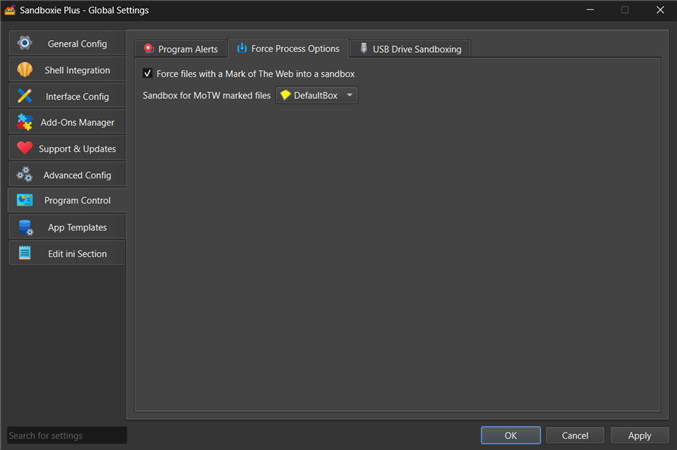 Sandboxie Plus - Global Settings
General Config
Shell Integration
Interface Config
Add-Ons Manager
Support & Updates
Advanced Config
Program Control
App Templates
Edit ini Section
Program Alerts
Force Process Options
USB Drive Sandboxing
Force files with a Mark of The Web into a sandbox
Sandbox for MoTW marked files
DefaultBox
Search for settings
OK
Cancel
Apply